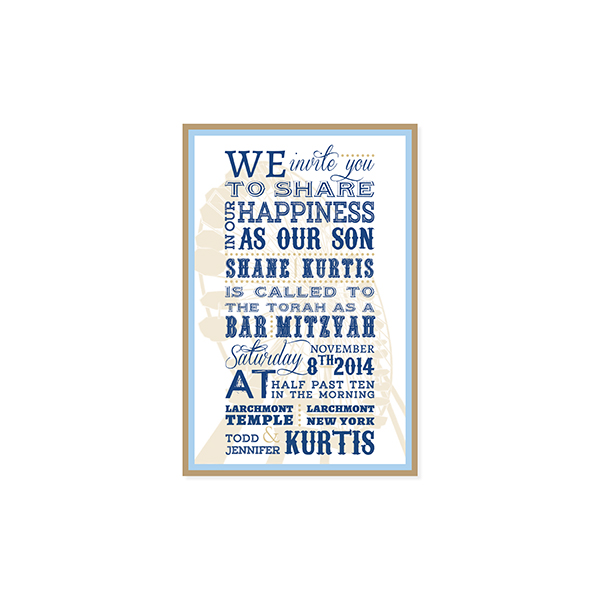 WE invite you
TO SHARE
IN OUR HAPPINESS
AS OUR SON
SHANE KURTIS
IS CALLED TO
THE TORAH AS A
BAR MITZVAH
Saturday NOVEMBER
8TH 2014
AT HALF PAST TEN
IN THE MORNING
LARCHMONT TEMPLE
LARCHMONT NEW YORK
TODD & JENNIFER KURTIS